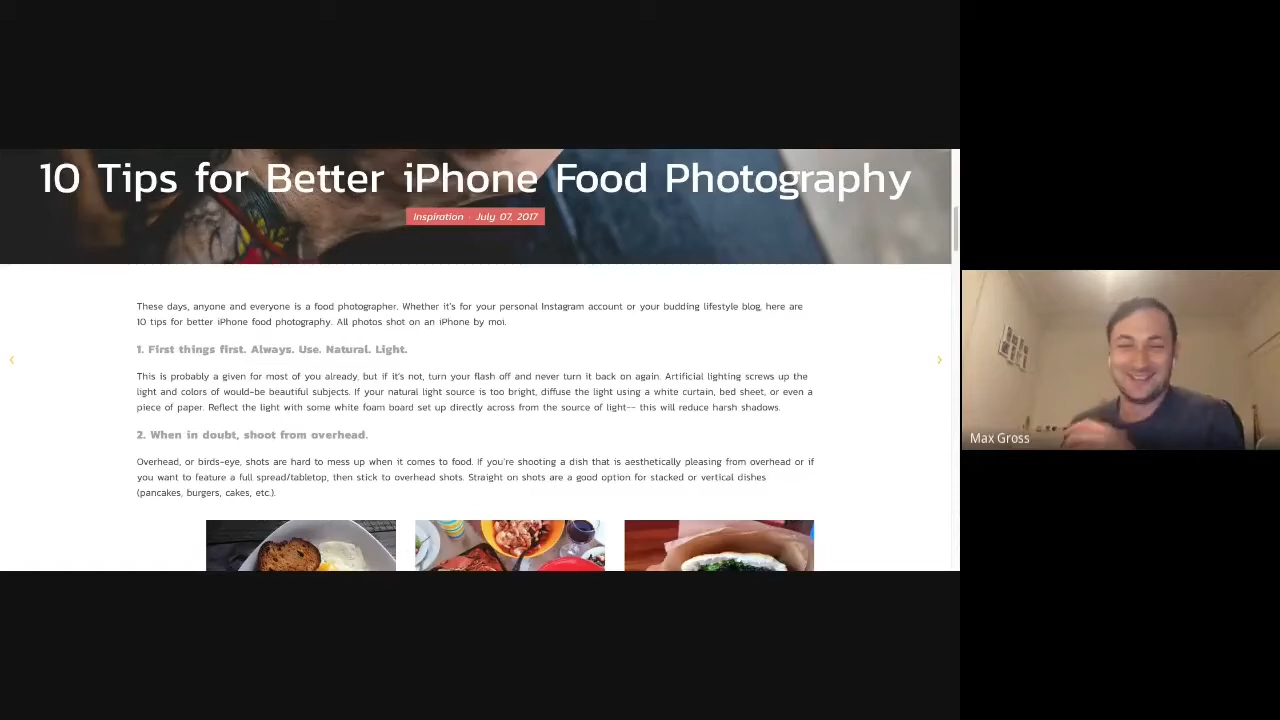 10 Tips for Better iPhone Food Photography
Inspiration · July 07, 2017
These days, anyone and everyone is a food photographer. Whether it's for your personal Instagram account or your budding lifestyle blog, here are
10 tips for better iPhone food photography. All photos shot on an iPhone by moi.
1. First things first. Always. Use. Natural. Light.
This is probably a given for most of you already, but if it's not, turn your flash off and never turn it back on again. Artificial lighting screws up the
light and colors of would-be beautiful subjects. If your natural light source is too bright, diffuse the light using a white curtain, bed sheet, or even a
piece of paper. Reflect the light with some white foam board set up directly across from the source of light-- this will reduce harsh shadows.
2. When in doubt, shoot from overhead.
Overhead, or birds-eye, shots are hard to mess up when it comes to food. If you're shooting a dish that is aesthetically pleasing from overhead or if
you want to feature a full spread/tabletop, then stick to overhead shots. Straight on shots are a good option for stacked or vertical dishes
(pancakes, burgers, cakes, etc.).
Max Gross